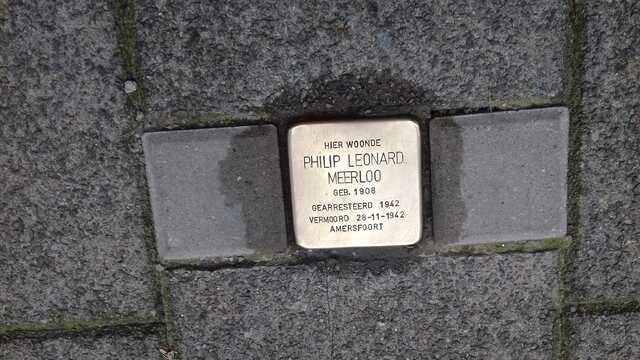 HIER WOONDE
PHILIP LEONARD
MEERLOO
GEB. 1908
GEARRESTEERD 1942
VERMOORD 28-11-1942
AMERSFOORT